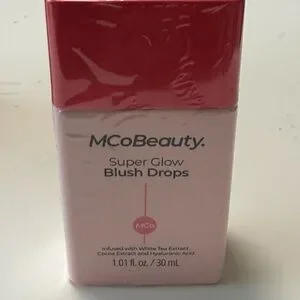 MCoBeauty.
Super Glow
Blush Drops
MCo
Infused with White Tea Extract,
Cocoa Extract and Hyaluronic Acid
1.01 fl. oz. / 30 mL